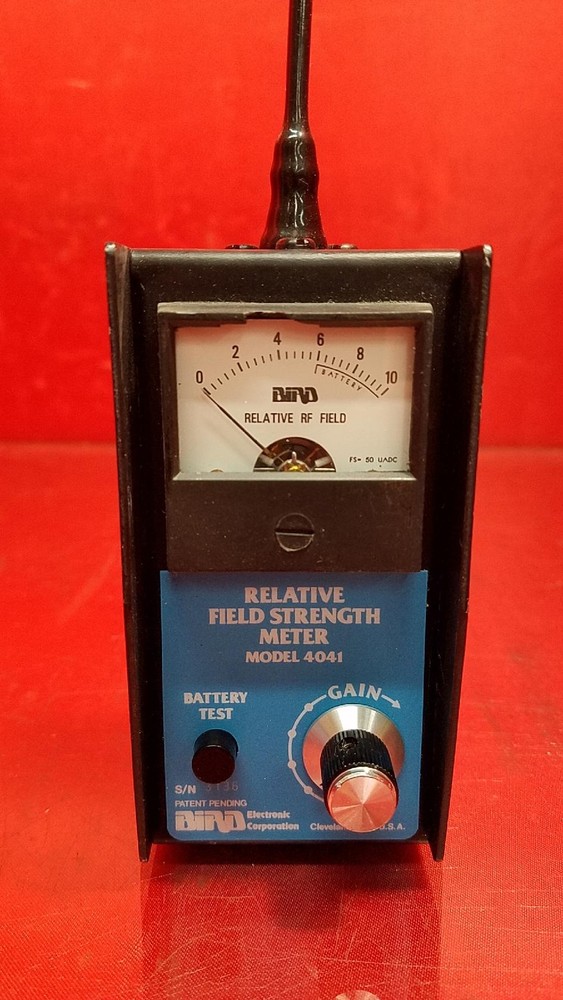 0 2 4 6 8 10
BATTERY
BIRD
RELATIVE RF FIELD
FS= 50 UADC
RELATIVE
FIELD STRENGTH
METER
MODEL 4041
GAIN
BATTERY
TEST
S/N 3136
PATENT PENDING
BIRD Electronic
Corporation
U.S.A.